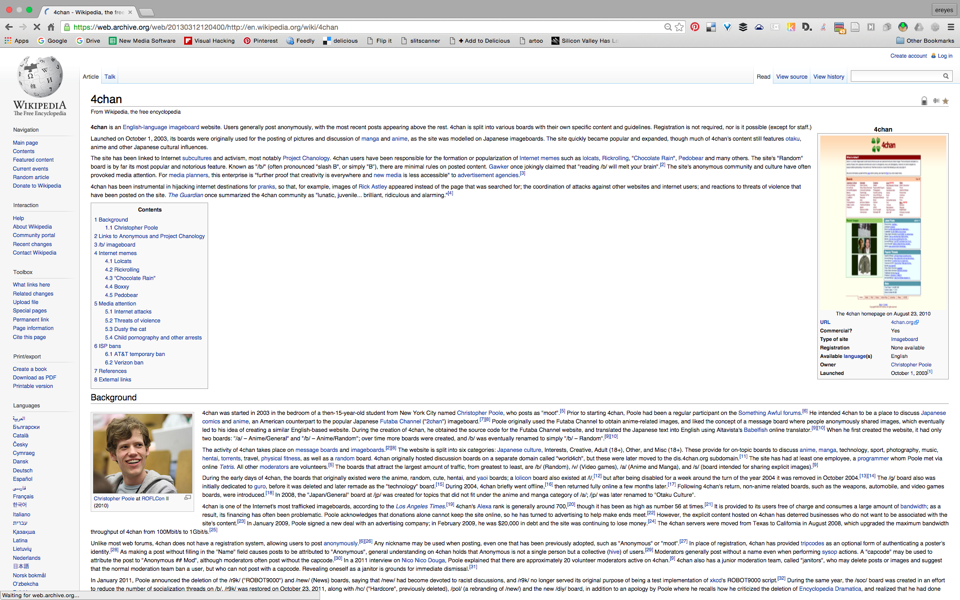 4chan - Wikipedia, the free
ereyes
https://web.archive.org/web/20130312120400/http://en.wikipedia.org/wiki/4chan
Apps Google Drive New Media Software Visual Hacking Pinterest Feedly delicious Flip it slitscanner + Add to Delicious artoo Silicon Valley Has Lo Other Bookmarks
Create account Log in
Article Talk Read View source View history
WIKIPEDIA
The Free Encyclopedia
Navigation
Main page
Contents
Featured content
Current events
Random article
Donate to Wikipedia
Interaction
Help
About Wikipedia
Community portal
Recent changes
Contact Wikipedia
Toolbox
What links here
Related changes
Upload file
Special pages
Permanent link
Page information
Cite this page
Print/export
Create a book
Download as PDF
Printable version
Languages
العربية
Български
Català
Česky
Cymraeg
Dansk
Deutsch
Español
فارسی
Français
한국어
Italiano
עברית
Қазақша
Latina
Lietuvių
Nederlands
日本語
Norsk bokmål
O'zbekcha
4chan
From Wikipedia, the free encyclopedia
4chan is an English-language imageboard website. Users generally post anonymously, with the most recent posts appearing above the rest. 4chan is split into various boards with their own specific content and guidelines. Registration is not required, nor is it possible (except for staff.)
Launched on October 1, 2003, its boards were originally used for the posting of pictures and discussion of manga and anime, as the site was modelled on Japanese imageboards. The site quickly became popular and expanded, though much of 4chan's content still features otaku,
anime and other Japanese cultural influences.
The site has been linked to Internet subcultures and activism, most notably Project Chanology. 4chan users have been responsible for the formation or popularization of Internet memes such as lolcats, Rickrolling, "Chocolate Rain", Pedobear and many others. The site's "Random"
board is by far its most popular and notorious feature. Known as "/b/" (often pronounced "slash B", or simply "B"), there are minimal rules on posted content. Gawker once jokingly claimed that "reading /b/ will melt your brain".[2] The site's anonymous community and culture have often
provoked media attention. For media planners, this enterprise is "further proof that creativity is everywhere and new media is less accessible" to advertisement agencies.[3]
4chan has been instrumental in hijacking internet destinations for pranks, so that, for example, images of Rick Astley appeared instead of the page that was searched for; the coordination of attacks against other websites and internet users; and reactions to threats of violence that
have been posted on the site. The Guardian once summarized the 4chan community as "lunatic, juvenile... brilliant, ridiculous and alarming."[4]
Contents
1 Background
1.1 Christopher Poole
2 Links to Anonymous and Project Chanology
3 /b/ imageboard
4 Internet memes
4.1 Lolcats
4.2 Rickrolling
4.3 "Chocolate Rain"
4.4 Boxxy
4.5 Pedobear
5 Media attention
5.1 Internet attacks
5.2 Threats of violence
5.3 Dusty the cat
5.4 Child pornography and other arrests
6 ISP bans
6.1 AT&T temporary ban
6.2 Verizon ban
7 References
8 External links
4chan
4chan
The 4chan homepage on August 23, 2010
URL 4chan.org
Commercial? Yes
Type of site Imageboard
Registration None available
Available language(s) English
Owner Christopher Poole
Launched October 1, 2003[1]
Background
Christopher Poole at ROFLCon II
(2010)
4chan was started in 2003 in the bedroom of a then-15-year-old student from New York City named Christopher Poole, who posts as "moot".[5] Prior to starting 4chan, Poole had been a regular participant on the Something Awful forums.[6] He intended 4chan to be a place to discuss Japanese
comics and anime, an American counterpart to the popular Japanese Futaba Channel ("2chan") imageboard.[7][8] Poole originally used the Futaba Channel to obtain anime-related images, and liked the concept of a message board where people anonymously shared images, which eventually
led to his idea of creating a similar English-based website. During the creation of 4chan, he obtained the source code for the Futaba Channel website, and translated the Japanese text into English using Altavista's Babelfish online translator.[9][10] When he first created the website, it had only
two boards: "/a/ – Anime/General" and "/b/ – Anime/Random"; over time more boards were created, and /b/ was eventually renamed to simply "/b/ – Random".[9][10]
The activity of 4chan takes place on message boards and imageboards. The website is split into six categories: Japanese culture, Interests, Creative, Adult (18+), Other, and Misc (18+). These provide for on-topic boards to discuss anime, manga, technology, sport, photography, music,
hentai, torrents, travel, physical fitness, as well as a random board. 4chan originally hosted discussion boards on a separate domain called "world4ch", but these were later moved to the dis.4chan.org subdomain. The site has had at least one employee, a programmer whom Poole met via
online Tetris. All other moderators are volunteers. The boards that attract the largest amount of traffic, from greatest to least, are /b/ (Random), /v/ (Video games), /a/ (Anime and Manga), and /s/ (board intended for sharing explicit images).
During the early days of 4chan, the boards that originally existed were the anime, random, cute, hentai, and yaoi boards; a lolicon board also existed at /l/, but after being disabled for a week around the turn of the year 2004 it was removed in October 2004. The /g/ board also was
initially dedicated to guro, before it was deleted and later remade as the "technology" board. During 2004, 4chan briefly went offline, then returned fully online a few months later. Following 4chan's return, non-anime related boards, such as the weapons, automobile, and video games
boards, were introduced. In 2008, the "Japan/General" board at /jp/ was created for topics that did not fit under the anime and manga category of /a/; /jp/ was later renamed to "Otaku Culture".
4chan is one of the Internet's most trafficked imageboards, according to the Los Angeles Times. 4chan's Alexa rank is generally around 700, though it has been as high as number 56 at times. It is provided to its users free of charge and consumes a large amount of bandwidth; as a
result, its financing has often been problematic. Poole acknowledges that donations alone cannot keep the site online, so he has turned to advertising to help make ends meet. However, the explicit content hosted on 4chan has deterred businesses who do not want to be associated with the
site's content. In January 2009, Poole signed a new deal with an advertising company; in February 2009, he was $20,000 in debt and the site was continuing to lose money. The 4chan servers were moved from Texas to California in August 2008, which upgraded the maximum bandwidth
throughput of 4chan from 100Mbit/s to 1Gbit/s.
Unlike most web forums, 4chan does not have a registration system, allowing users to post anonymously. Any nickname may be used when posting, even one that has been previously adopted, such as "Anonymous" or "moot". In place of registration, 4chan has provided tripcodes as an optional form of authenticating a poster's
identity. As making a post without filling in the "Name" field causes posts to be attributed to "Anonymous", general understanding on 4chan holds that Anonymous is not a single person but a collective (hive) of users. Moderators generally post without a name even when performing sysop actions. A "capcode" may be used to
attribute the post to "Anonymous ## Mod", although moderators often post without the capcode. In a 2011 interview on Nico Nico Douga, Poole explained that there are approximately 20 volunteer moderators active on 4chan. 4chan also has a junior moderation team, called "janitors", who may delete posts or images and suggest
that the normal moderation team ban a user, but who cannot post with a capcode. Revealing oneself as a janitor is grounds for immediate dismissal.
In January 2011, Poole announced the deletion of the /r9k/ ("ROBOT9000") and /new/ (News) boards, saying that /new/ had become devoted to racist discussions, and /r9k/ no longer served its original purpose of being a test implementation of xkcd's ROBOT9000 script. During the same year, the /soc/ board was created in an effort
to reduce the number of socialization threads on /b/. /r9k/ was restored on October 23, 2011, along with /hc/ ("Hardcore", previously deleted), /pol/ (a rebranding of /new/) and the new /diy/ board, in addition to an apology by Poole where he recalls how he criticized the deletion of Encyclopedia Dramatica and realized that he had done
Waiting for web.archive.org...